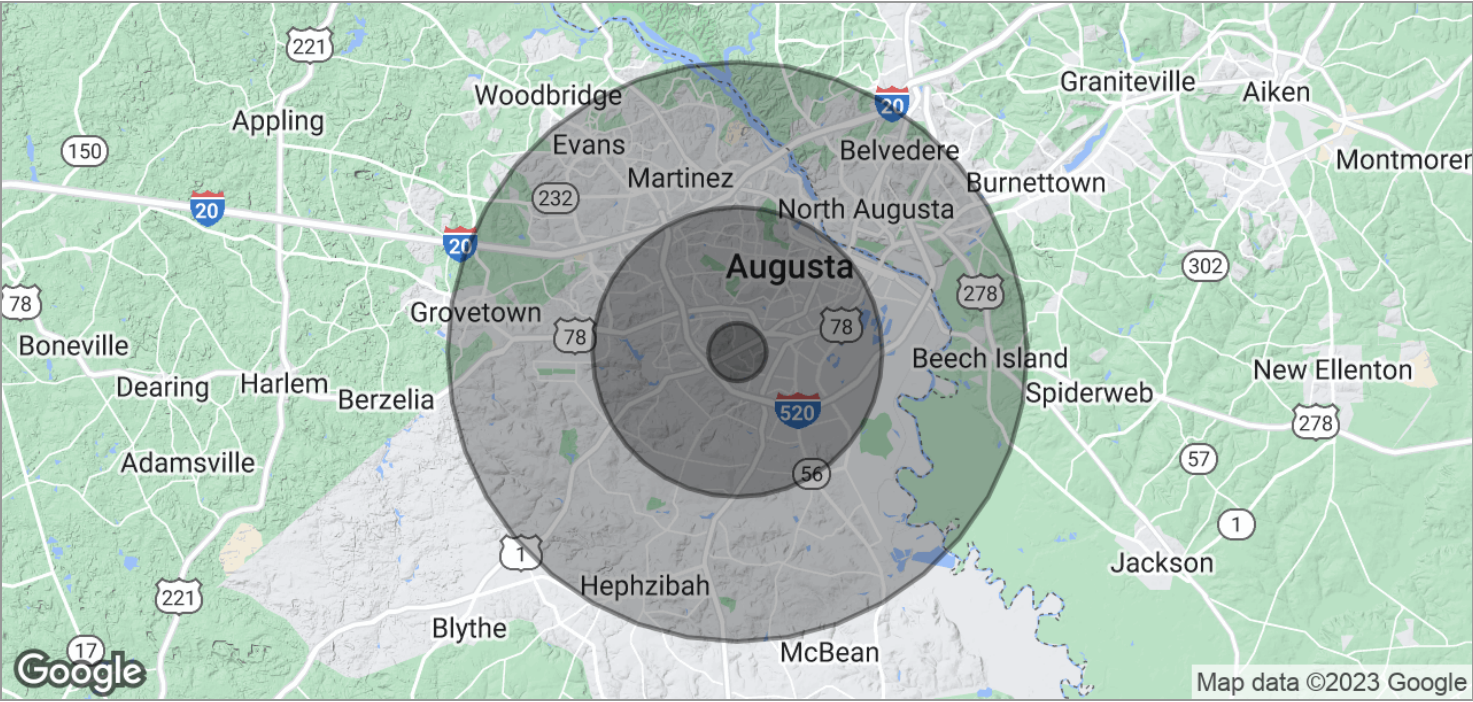 221
Woodbridge
20
Graniteville
Aiken
Appling
150
Evans
Belvedere
Montmorer
Martinez
Burnettown
232
20
North Augusta
20
Augusta
302
278
78
Grovetown
78
78
Boneville
Beech Island
New Ellenton
Dearing
Harlem
Berzelia
Spiderweb
520
278
Adamsville
57
56
1
1
Jackson
Hephzibah
221
Blythe
17
McBean
Google
Map data ©2023 Google